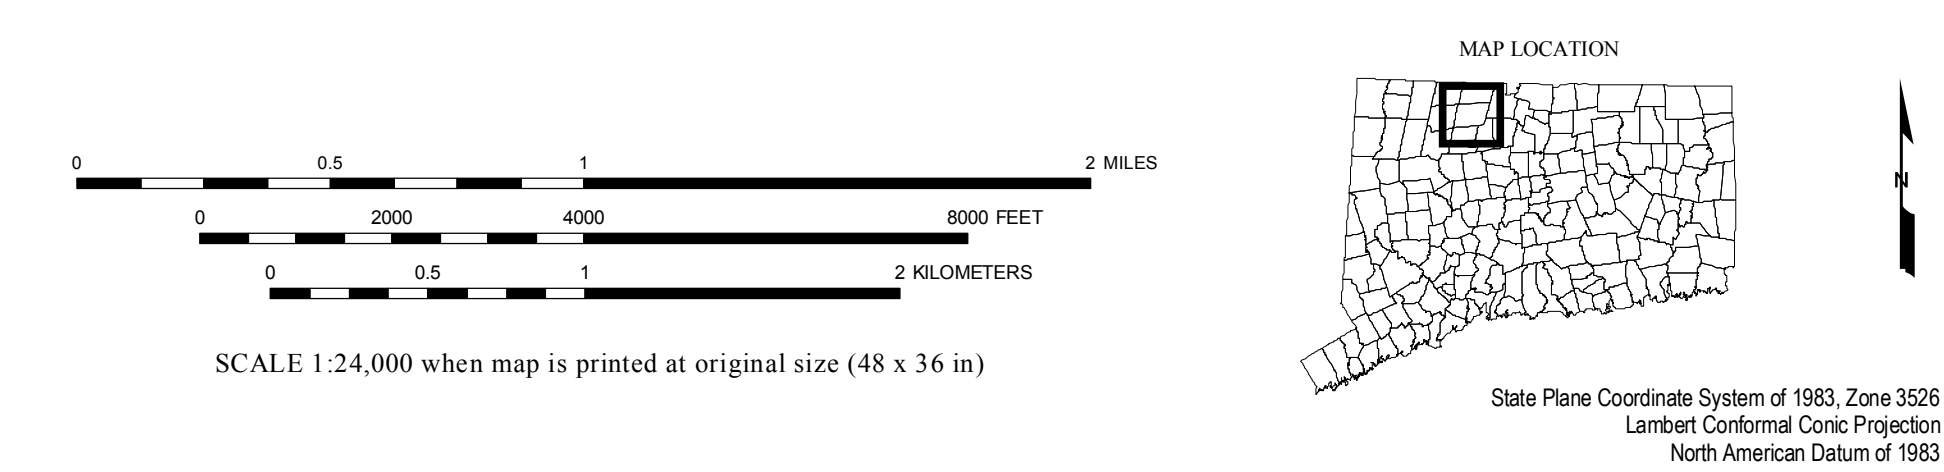 MAP LOCATION
0 0.5 1 2 MILES
0 2000 4000 8000 FEET
0 0.5 1 2 KILOMETERS
N
SCALE 1:24,000 when map is printed at original size (48 x 36 in)
State Plane Coordinate System of 1983, Zone 3526
Lambert Conformal Conic Projection
North American Datum of 1983